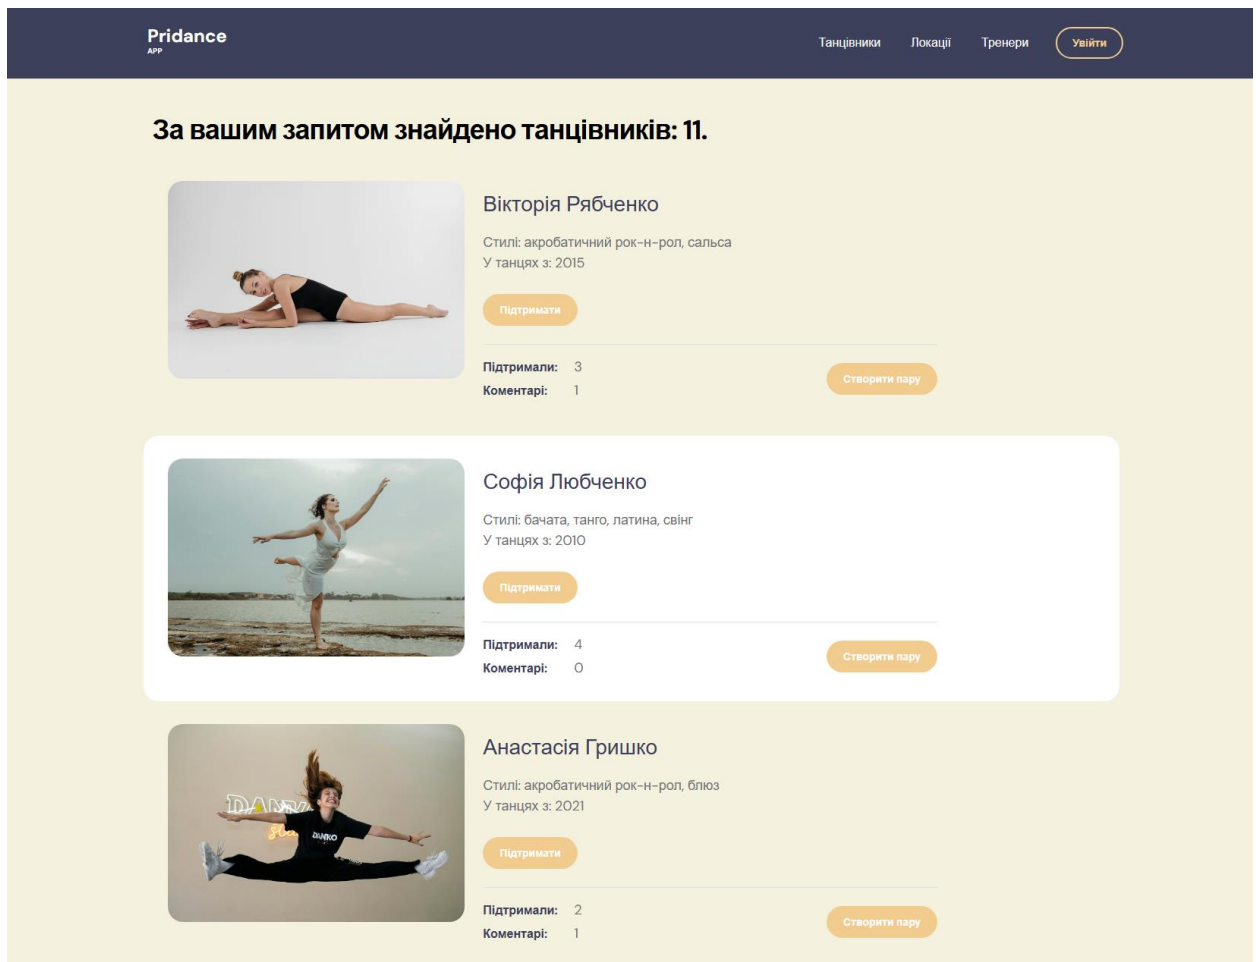 Pridance
APP
Танцівники Локації Тренери Увійти
За вашим запитом знайдено танцівників: 11.
Вікторія Рябченко
Стилі: акробатичний рок-н-рол, сальса
У танцях з: 2015
Підтримати
Підтримали: 3
Коментарі: 1
Створити пару
Софія Любченко
Стилі: бачата, танго, латина, свінг
У танцях з: 2010
Підтримати
Підтримали: 4
Коментарі: 0
Створити пару
DANKO
Анастасія Гришко
Стилі: акробатичний рок-н-рол, блюз
У танцях з: 2021
Підтримати
Підтримали: 2
Коментарі: 1
Створити пару